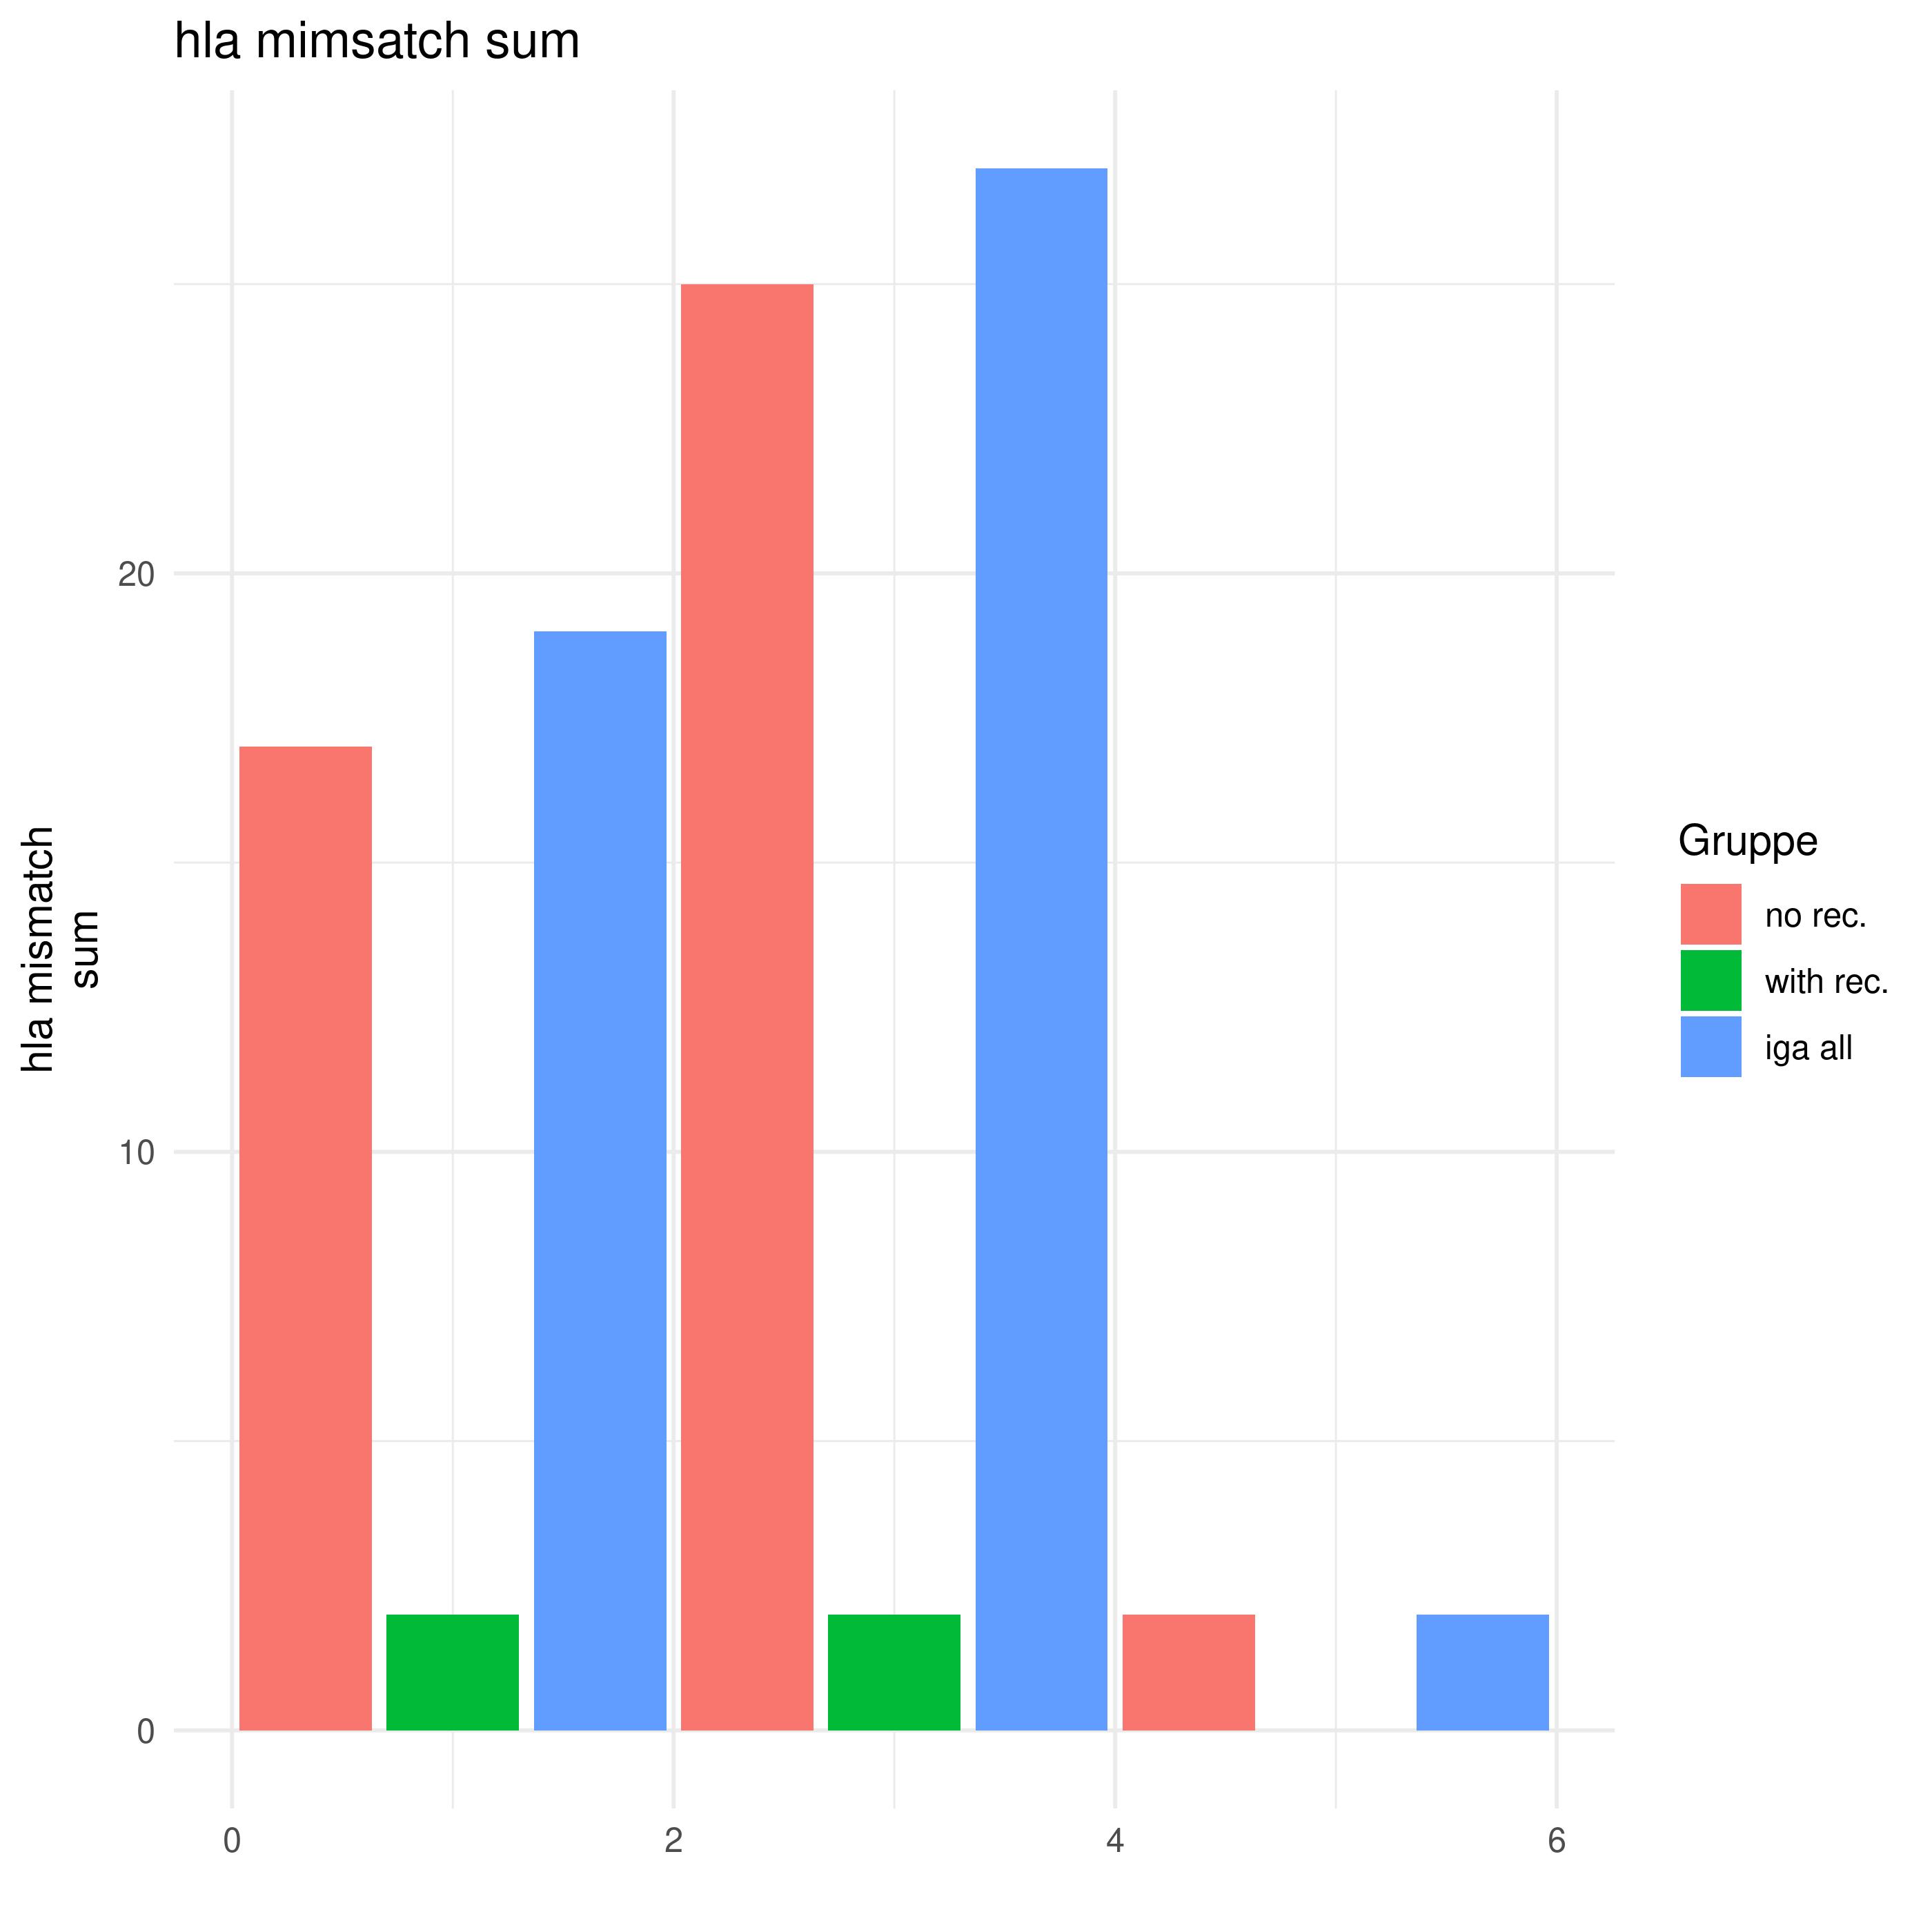 hla mimsatch sum
hla mismatch
sum
20
10
0
0
2
4
6
Gruppe
no rec.
with rec.
iga all